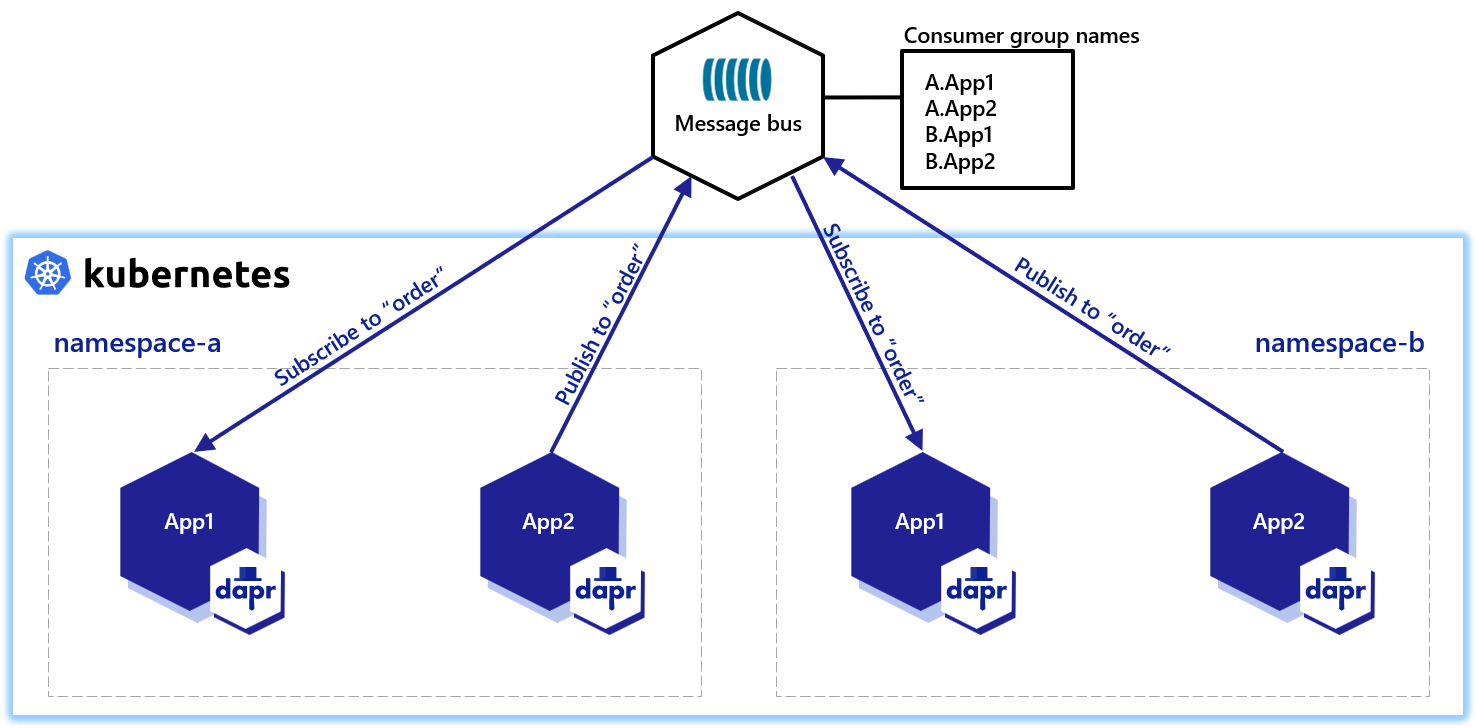 Consumer group names
Message bus
A.App1
A.App2
B.App1
B.App2
kubernetes
Subscribe to “order”
Publish to “order”
Subscribe to “order”
Publish to “order”
namespace-a
namespace-b
App1
App2
App1
App2
dapr
dapr
dapr
dapr